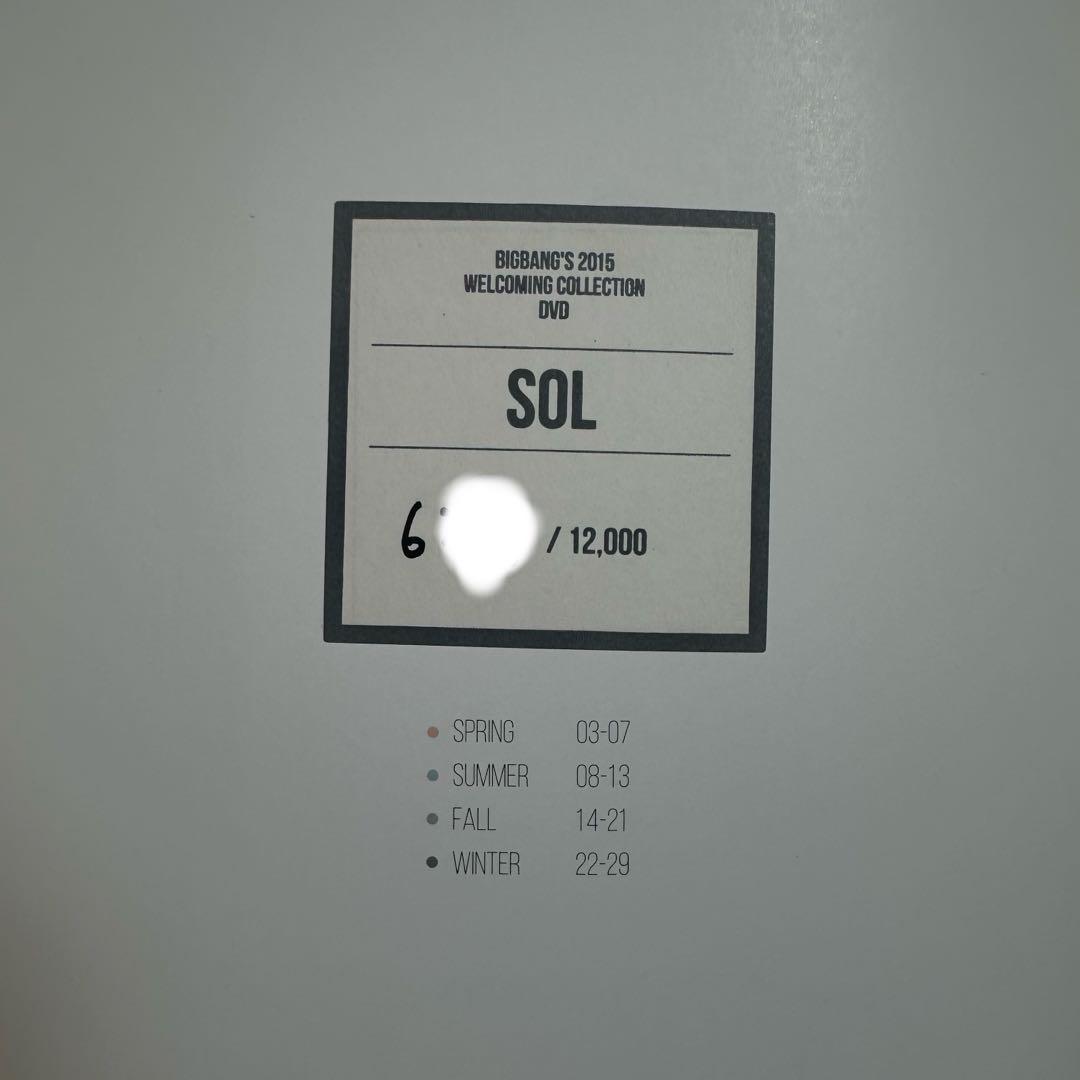 BIGBANG'S 2015
WELCOMING COLLECTION
DVD
SOL
6 / 12,000
SPRING 03-07
SUMMER 08-13
FALL 14-21
WINTER 22-29